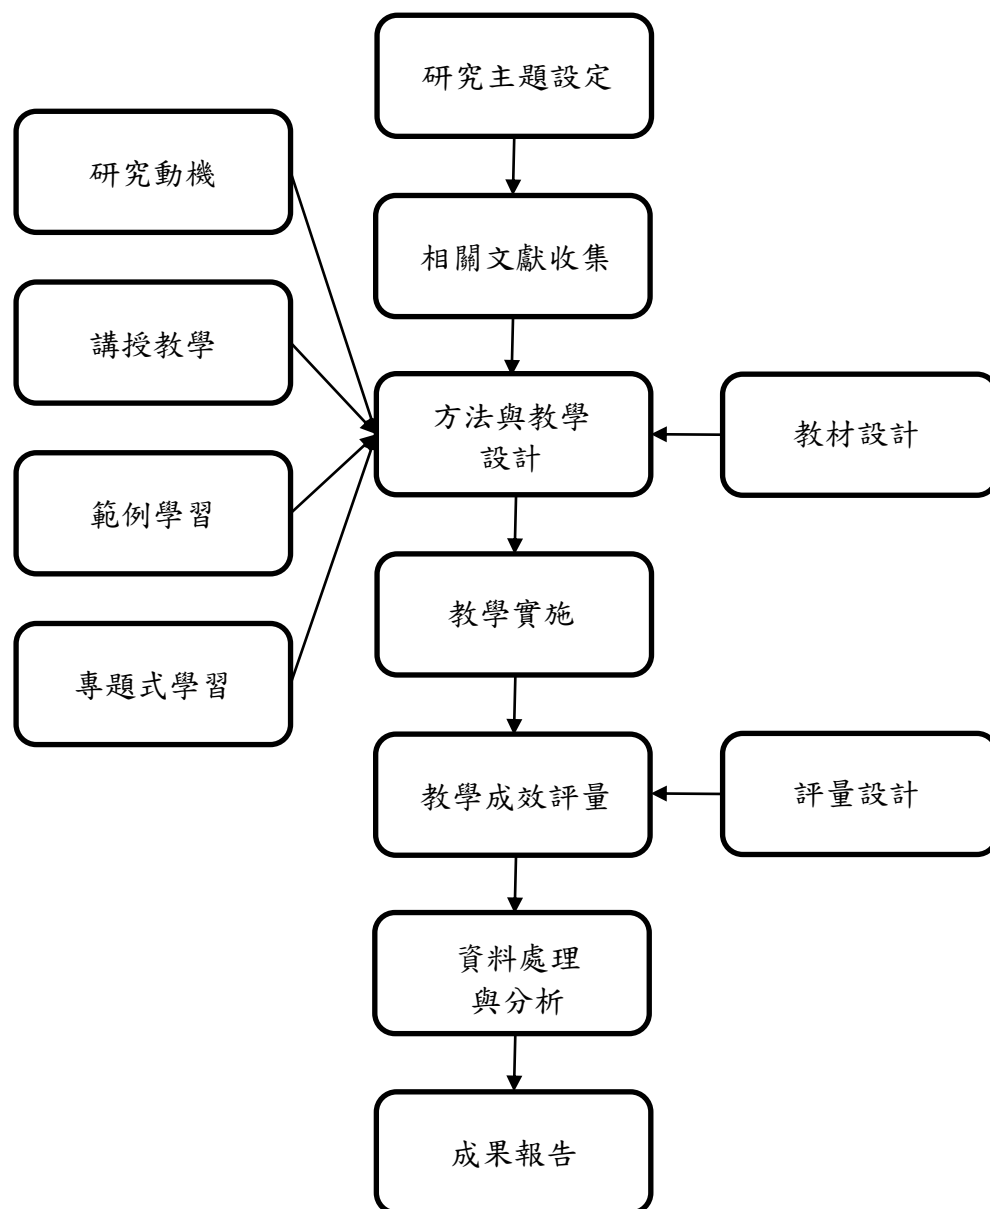 研究主題設定
研究動機
相關文獻收集
講授教學
方法與教學
設計
教材設計
範例學習
教學實施
專題式學習
教學成效評量
評量設計
資料處理
與分析
成果報告